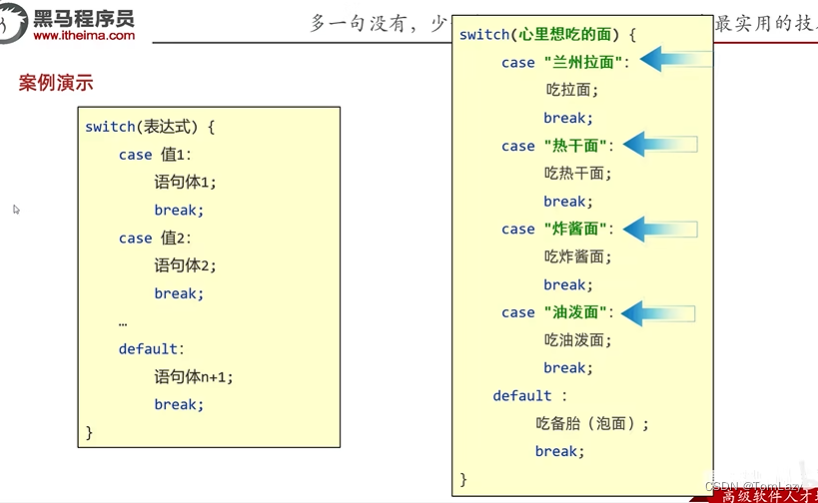 黑马程序员
www.itheima.com
多一句没有，少
最实用的技
案例演示
switch(表达式) {
case 值1:
语句体1;
break;
case 值2:
语句体2;
break;
…
default:
语句体n+1;
break;
}
switch(心里想吃的面) {
case "兰州拉面":
吃拉面;
break;
case "热干面":
吃热干面;
break;
case "炸酱面":
吃炸酱面;
break;
case "油泼面":
吃油泼面;
break;
default :
吃备胎（泡面）;
break;
}
CSDN @TomLazy
高级软件人才